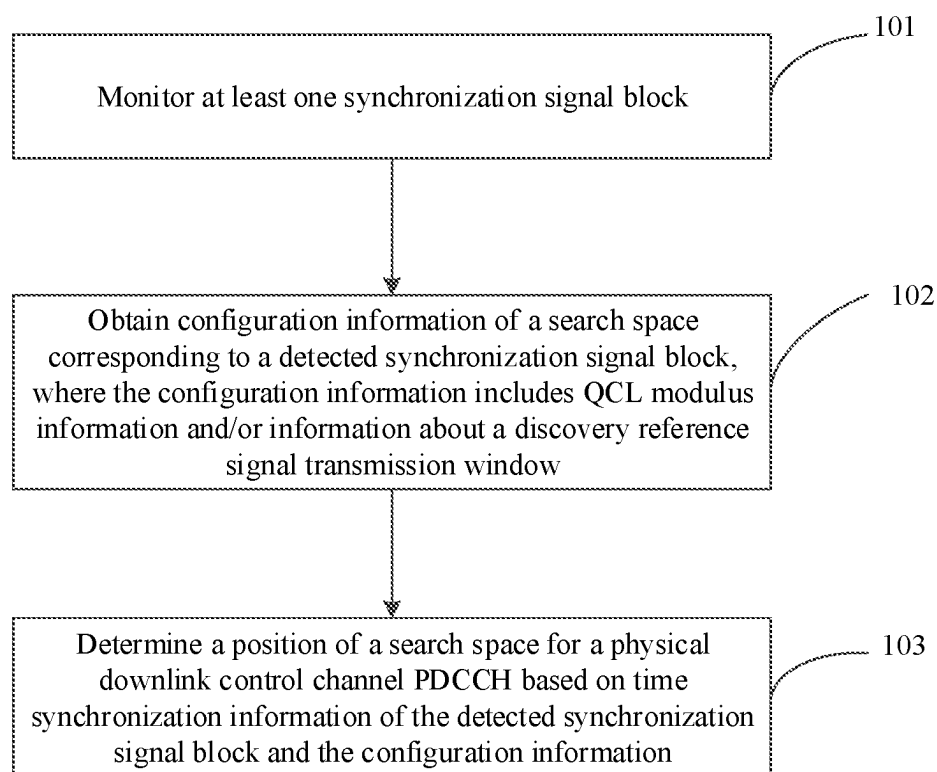 101
Monitor at least one synchronization signal block
102
Obtain configuration information of a search space
corresponding to a detected synchronization signal block,
where the configuration information includes QCL modulus
information and/or information about a discovery reference
signal transmission window
103
Determine a position of a search space for a physical
downlink control channel PDCCH based on time
synchronization information of the detected synchronization
signal block and the configuration information